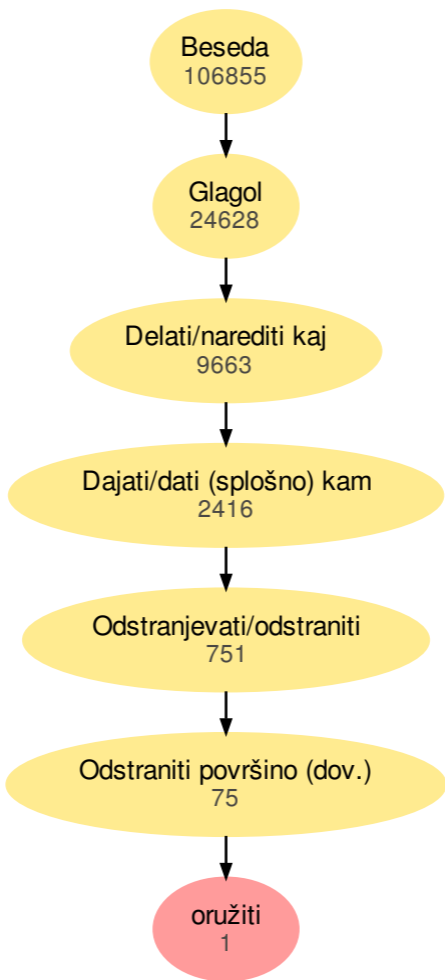 Beseda
106855
Glagol
24628
Delati/narediti kaj
9663
Dajati/dati (splošno) kam
2416
Odstranjevati/odstraniti
751
Odstraniti površino (dov.)
75
oružiti
1